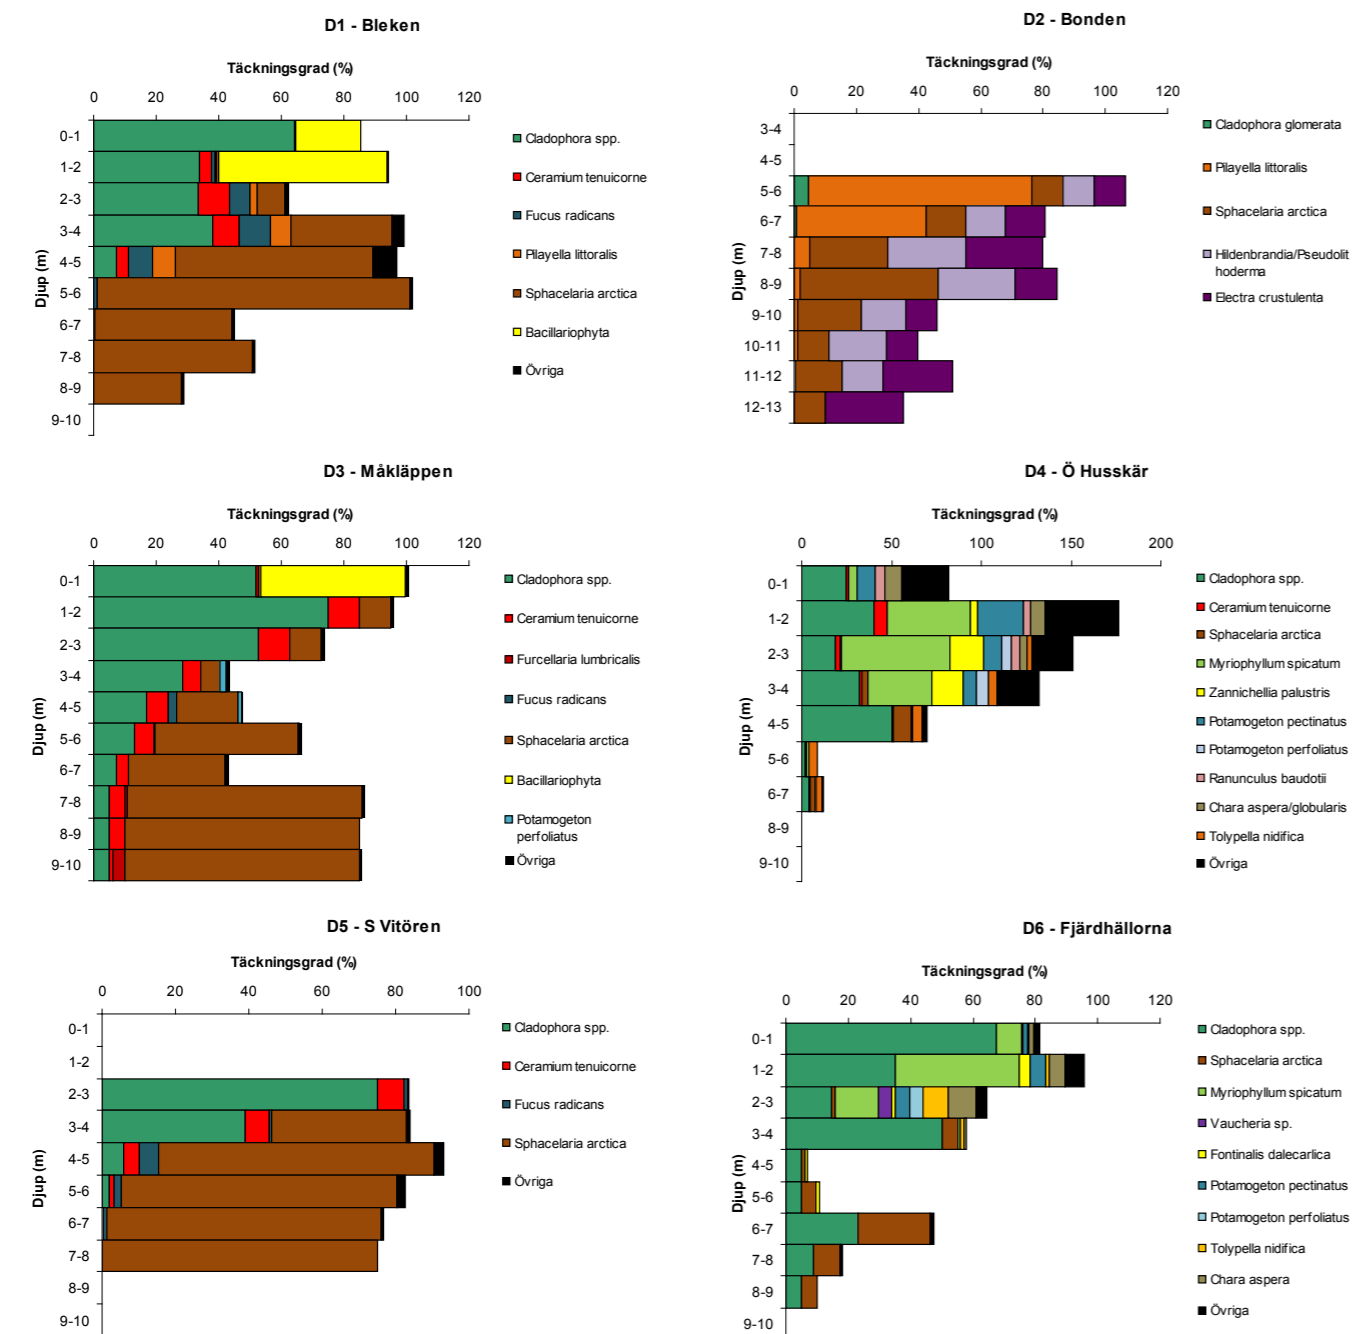 D1 - Bleken
Täckningsgrad (%)
0 20 40 60 80 100 120
Djup (m)
0-1
1-2
2-3
3-4
4-5
5-6
6-7
7-8
8-9
9-10
Cladophora spp.
Ceramium tenuicorne
Fucus radicans
Pilayella littoralis
Sphacelaria arctica
Bacillariophyta
Övriga
D2 - Bonden
Täckningsgrad (%)
0 20 40 60 80 100 120
Djup (m)
3-4
4-5
5-6
6-7
7-8
8-9
9-10
10-11
11-12
12-13
Cladophora glomerata
Pilayella littoralis
Sphacelaria arctica
Hildenbrandia/Pseudolit
hoderma
Electra crustulenta
D3 - Måkläppen
Täckningsgrad (%)
0 20 40 60 80 100 120
Djup (m)
0-1
1-2
2-3
3-4
4-5
5-6
6-7
7-8
8-9
9-10
Cladophora spp.
Ceramium tenuicorne
Furcellaria lumbricalis
Fucus radicans
Sphacelaria arctica
Bacillariophyta
Potamogeton
perfoliatus
Övriga
D4 - Ö Husskär
Täckningsgrad (%)
0 50 100 150 200
Djup (m)
0-1
1-2
2-3
3-4
4-5
5-6
6-7
8-9
9-10
Cladophora spp.
Ceramium tenuicorne
Sphacelaria arctica
Myriophyllum spicatum
Zannichellia palustris
Potamogeton pectinatus
Potamogeton perfoliatus
Ranunculus baudotii
Chara aspera/globularis
Tolypella nidifica
Övriga
D5 - S Vitören
Täckningsgrad (%)
0 20 40 60 80 100
Djup (m)
0-1
1-2
2-3
3-4
4-5
5-6
6-7
7-8
8-9
9-10
Cladophora spp.
Ceramium tenuicorne
Fucus radicans
Sphacelaria arctica
Övriga
D6 - Fjärdhällorna
Täckningsgrad (%)
0 20 40 60 80 100 120
Djup (m)
0-1
1-2
2-3
3-4
4-5
5-6
6-7
7-8
8-9
9-10
Cladophora spp.
Sphacelaria arctica
Myriophyllum spicatum
Vaucheria sp.
Fontinalis dalecarlica
Potamogeton pectinatus
Potamogeton perfoliatus
Tolypella nidifica
Chara aspera
Övriga